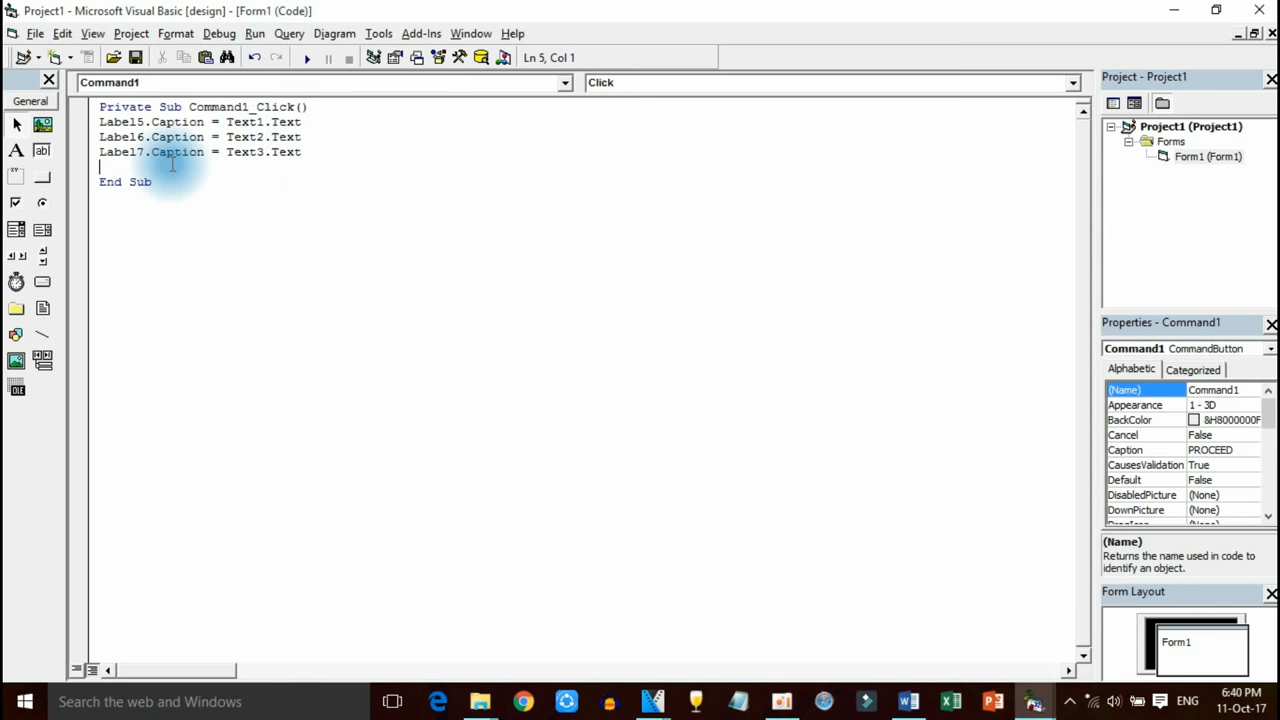 Project1 - Microsoft Visual Basic [design] - [Form1 (Code)]
File Edit View Project Format Debug Run Query Diagram Tools Add-Ins Window Help
Ln 5, Col 1
General
Command1
Click
Private Sub Command1_Click()
Label5.Caption = Text1.Text
Label6.Caption = Text2.Text
Label7.Caption = Text3.Text
End Sub
Project - Project1
Project1 (Project1)
Forms
Form1 (Form1)
Properties - Command1
Command1 CommandButton
Alphabetic Categorized
(Name) Command1
Appearance 1 - 3D
BackColor &H8000000F
Cancel False
Caption PROCEED
CausesValidation True
Default False
DisabledPicture (None)
DownPicture (None)
(Name)
Returns the name used in code to
identify an object.
Form Layout
Form1
Search the web and Windows
ENG
6:40 PM
11-Oct-17